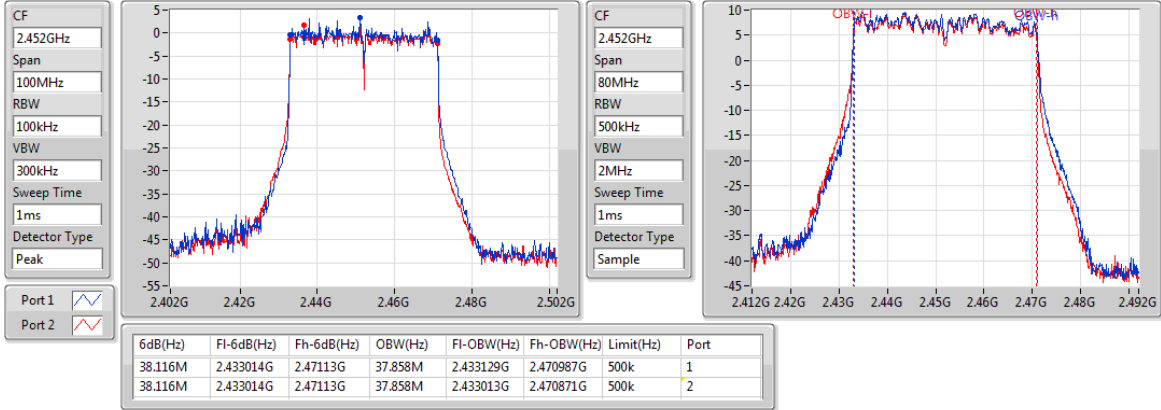 CF
2.452GHz
Span
100MHz
RBW
100kHz
VBW
300kHz
Sweep Time
1ms
Detector Type
Peak
Port 1
Port 2
5
0
-5
-10
-15
-20
-25
-30
-35
-40
-45
-50
-55
2.402G 2.42G 2.44G 2.46G 2.48G 2.502G
CF
2.452GHz
Span
80MHz
RBW
500kHz
VBW
2MHz
Sweep Time
1ms
Detector Type
Sample
OBW-l OBW-h
10
5
0
-5
-10
-15
-20
-25
-30
-35
-40
-45
2.412G 2.42G 2.43G 2.44G 2.45G 2.46G 2.47G 2.48G 2.492G
6dB(Hz) Fl-6dB(Hz) Fh-6dB(Hz) OBW(Hz) Fl-OBW(Hz) Fh-OBW(Hz) Limit(Hz) Port
38.116M 2.433014G 2.47113G 37.858M 2.433129G 2.470987G 500k 1
38.116M 2.433014G 2.47113G 37.858M 2.433013G 2.470871G 500k 2